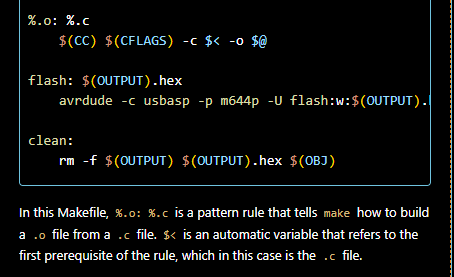 %.o: %.c
    $(CC) $(CFLAGS) -c $< -o $@
flash: $(OUTPUT).hex
    avrdude -c usbasp -p m644p -U flash:w:$(OUTPUT).
clean:
    rm -f $(OUTPUT) $(OUTPUT).hex $(OBJ)
In this Makefile, %.o: %.c is a pattern rule that tells make how to build
a .o file from a .c file. $< is an automatic variable that refers to the
first prerequisite of the rule, which in this case is the .c file.